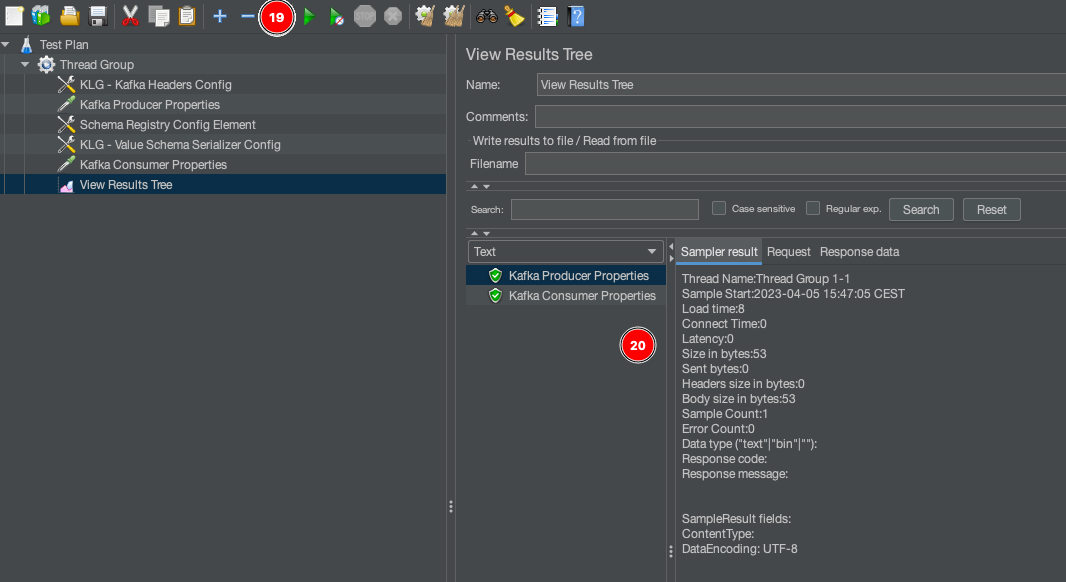 19
STOP
?
Test Plan
Thread Group
KLG - Kafka Headers Config
Kafka Producer Properties
Schema Registry Config Element
KLG - Value Schema Serializer Config
Kafka Consumer Properties
View Results Tree
View Results Tree
Name: View Results Tree
Comments:
Write results to file / Read from file
Filename
Search: Case sensitive Regular exp. Search Reset
Text
Kafka Producer Properties
Kafka Consumer Properties
20
Sampler result Request Response data
Thread Name:Thread Group 1-1
Sample Start:2023-04-05 15:47:05 CEST
Load time:8
Connect Time:0
Latency:0
Size in bytes:53
Sent bytes:0
Headers size in bytes:0
Body size in bytes:53
Sample Count:1
Error Count:0
Data type ("text"|"bin"|""):
Response code:
Response message:
SampleResult fields:
ContentType:
DataEncoding: UTF-8